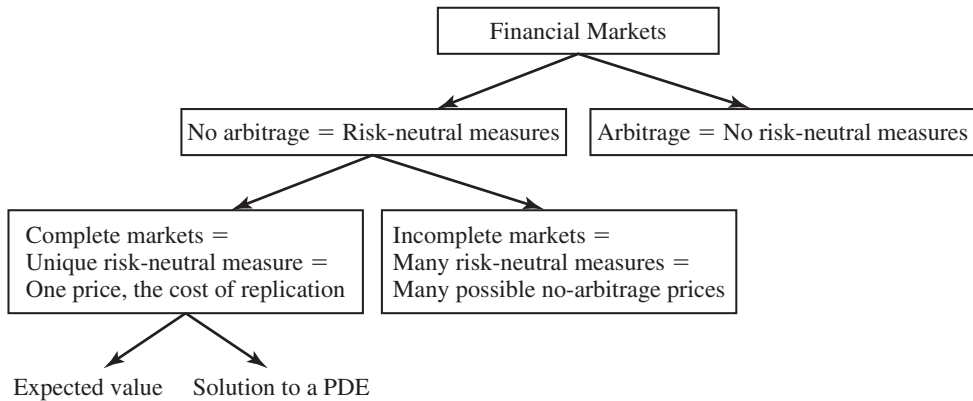 Financial Markets
No arbitrage = Risk-neutral measures
Arbitrage = No risk-neutral measures
Complete markets =
Unique risk-neutral measure =
One price, the cost of replication
Incomplete markets =
Many risk-neutral measures =
Many possible no-arbitrage prices
Expected value
Solution to a PDE